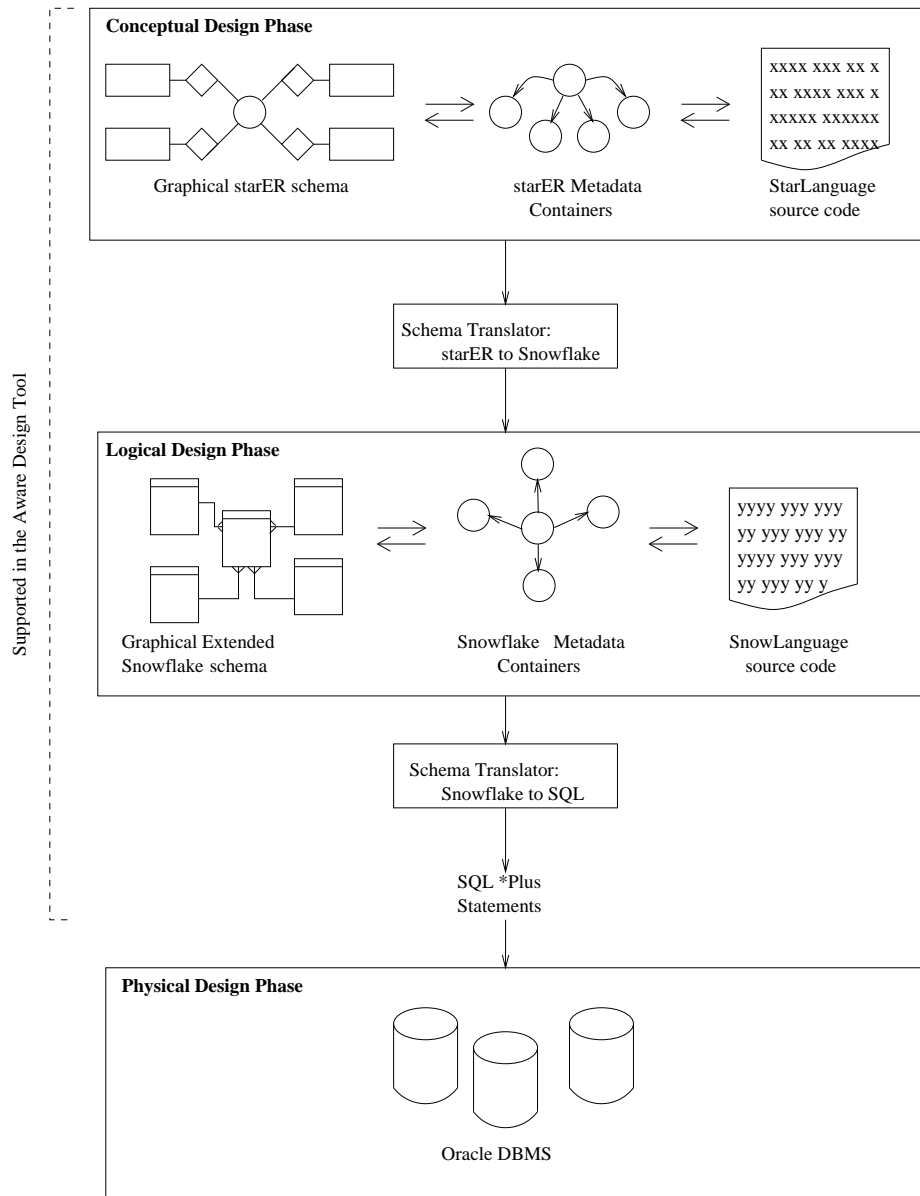 Conceptual Design Phase
xxxx xxx xx x
xx xxxx xxx x
xxxxx xxxxxx
xx xx xx xxxx
Graphical starER schema
starER Metadata
Containers
StarLanguage
source code
Schema Translator:
starER to Snowflake
Supported in the Aware Design Tool
Logical Design Phase
yyyy yyy yyy
yy yyy yyy yy
yyyy yyy yyy
yy yyy yy y
Graphical Extended
Snowflake schema
Snowflake Metadata
Containers
SnowLanguage
source code
Schema Translator:
Snowflake to SQL
SQL *Plus
Statements
Physical Design Phase
Oracle DBMS